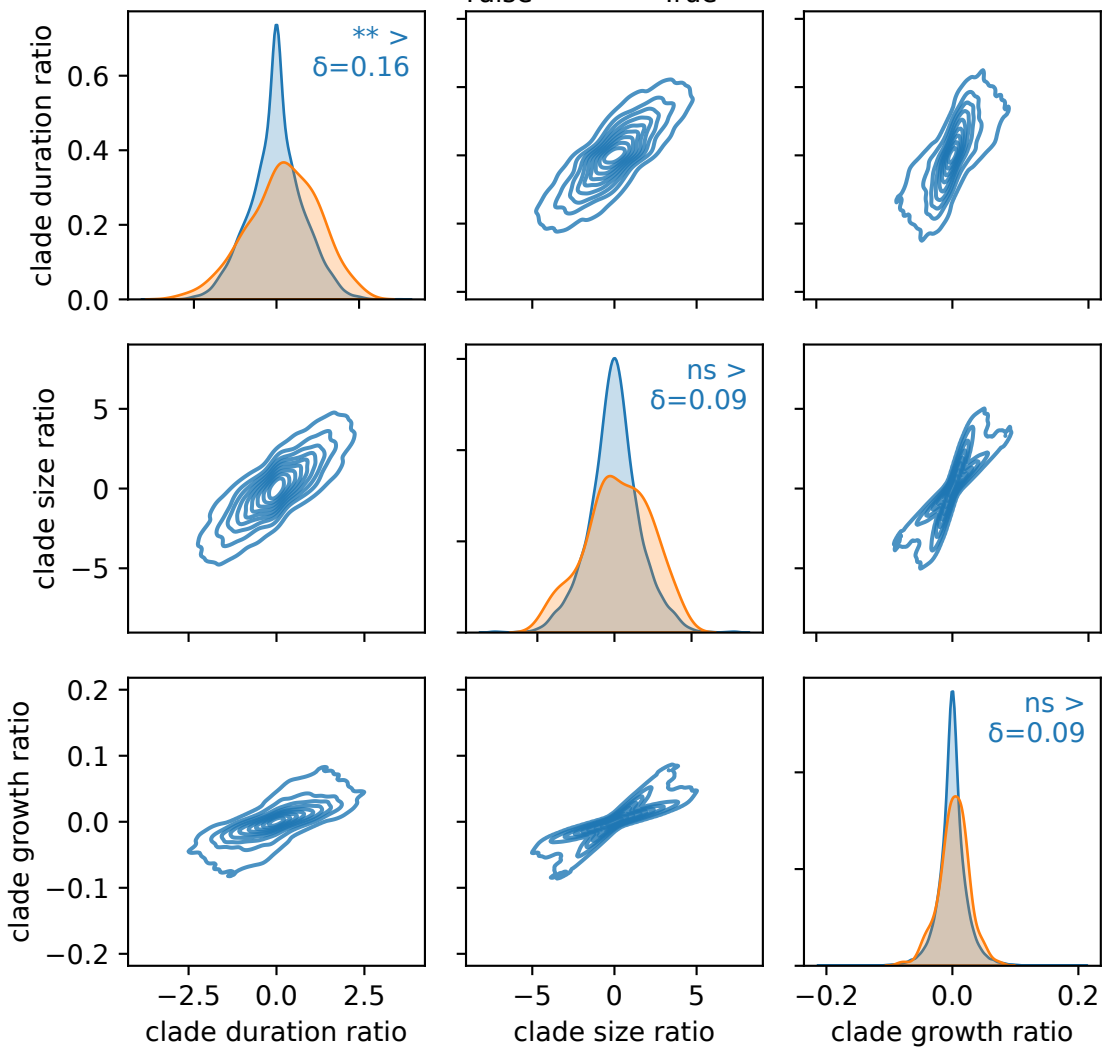 True
clade duration ratio
0.6
0.4
0.2
0.0
** >
δ=0.16
clade size ratio
5
0
−5
ns >
δ=0.09
clade growth ratio
0.2
0.1
0.0
−0.1
−0.2
ns >
δ=0.09
−2.5 0.0 2.5
clade duration ratio
−5 0 5
clade size ratio
−0.2 0.0 0.2
clade growth ratio